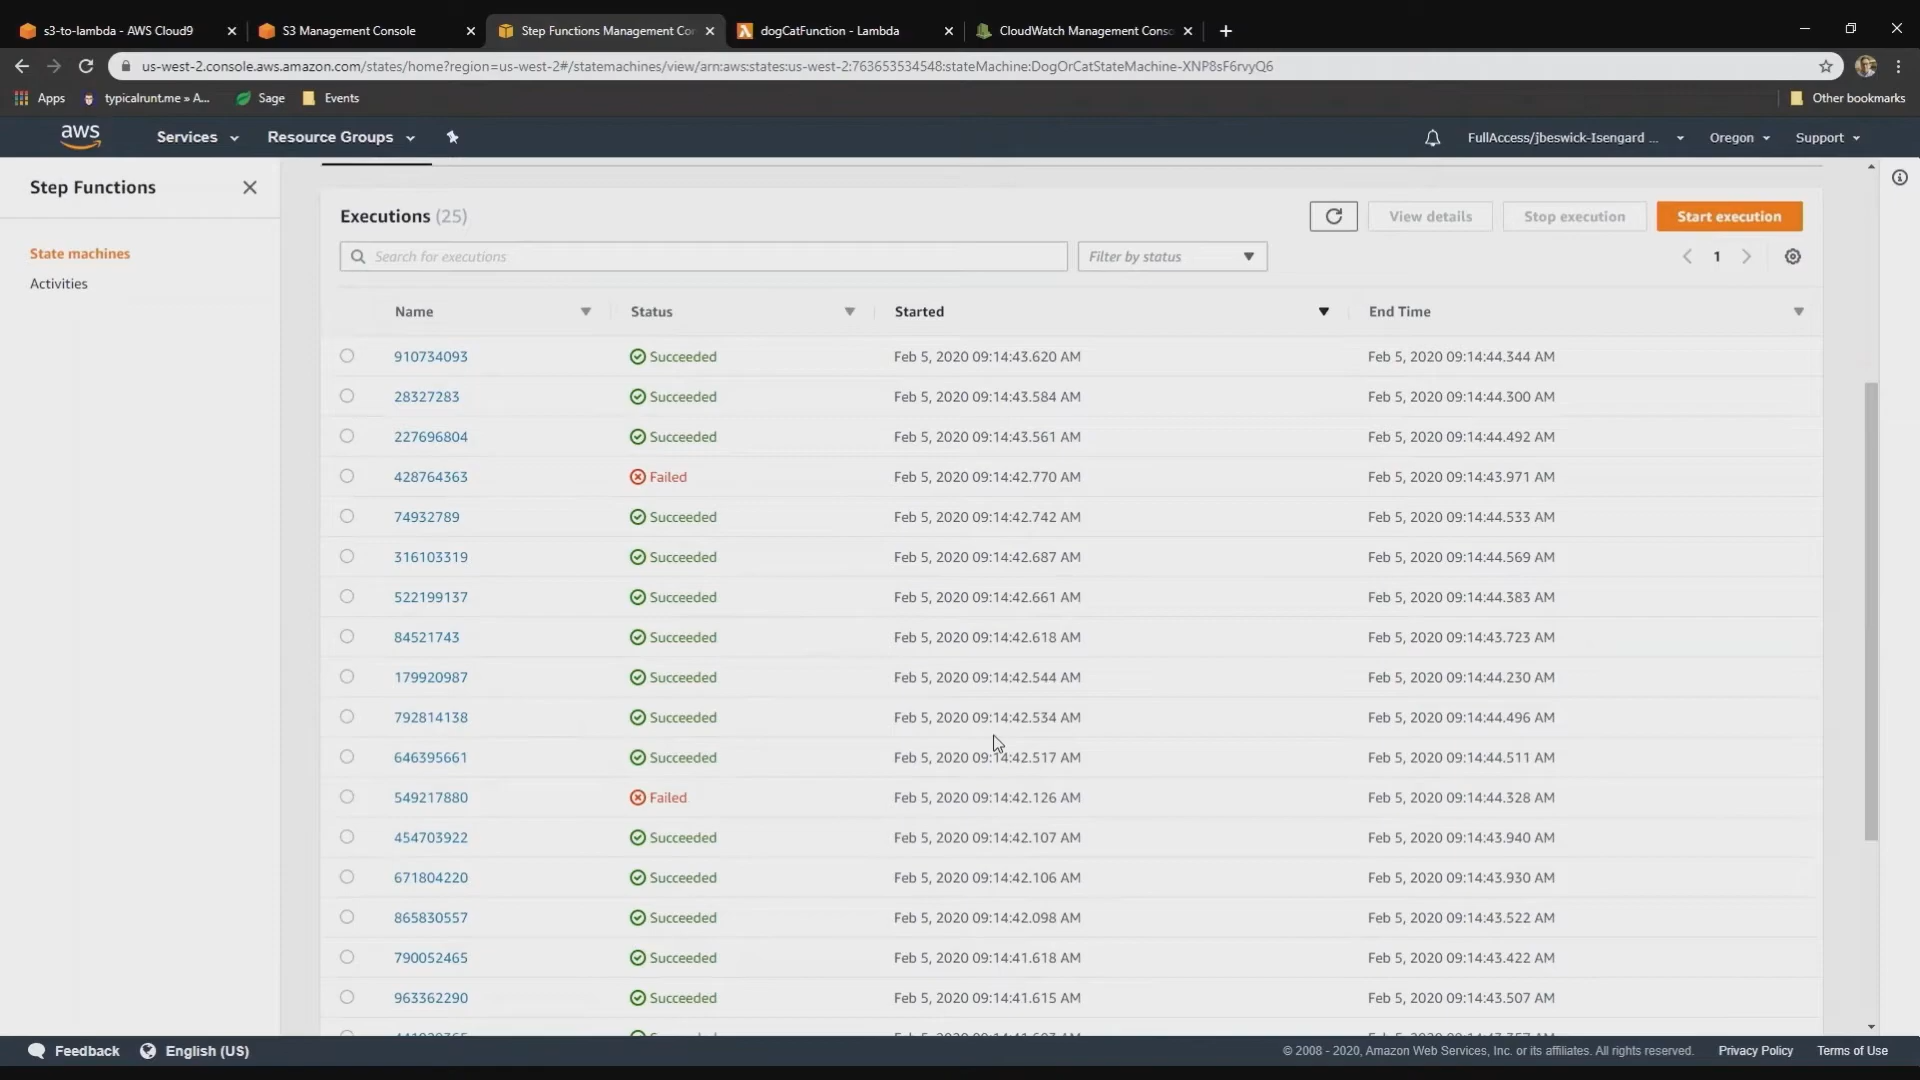 s3-to-lambda - AWS Cloud9
S3 Management Console
Step Functions Management Con
dogCatFunction - Lambda
CloudWatch Management Conso
us-west-2.console.aws.amazon.com/states/home?region=us-west-2#/statemachines/view/arn:aws:states:us-west-2:763653534548:stateMachine:DogOrCatStateMachine-XNP8sF6rvyQ6
Apps
typicalrunt.me » A...
Sage
Events
Other bookmarks
aws
Services
Resource Groups
FullAccess/jbeswick-Isengard ...
Oregon
Support
Step Functions
State machines
Activities
Executions (25)
View details
Stop execution
Start execution
Search for executions
Filter by status
1
Name Status Started End Time
910734093 Succeeded Feb 5, 2020 09:14:43.620 AM Feb 5, 2020 09:14:44.344 AM
28327283 Succeeded Feb 5, 2020 09:14:43.584 AM Feb 5, 2020 09:14:44.300 AM
227696804 Succeeded Feb 5, 2020 09:14:43.561 AM Feb 5, 2020 09:14:44.492 AM
428764363 Failed Feb 5, 2020 09:14:42.770 AM Feb 5, 2020 09:14:43.971 AM
74932789 Succeeded Feb 5, 2020 09:14:42.742 AM Feb 5, 2020 09:14:44.533 AM
316103319 Succeeded Feb 5, 2020 09:14:42.687 AM Feb 5, 2020 09:14:44.569 AM
522199137 Succeeded Feb 5, 2020 09:14:42.661 AM Feb 5, 2020 09:14:44.383 AM
84521743 Succeeded Feb 5, 2020 09:14:42.618 AM Feb 5, 2020 09:14:43.723 AM
179920987 Succeeded Feb 5, 2020 09:14:42.544 AM Feb 5, 2020 09:14:44.230 AM
792814138 Succeeded Feb 5, 2020 09:14:42.534 AM Feb 5, 2020 09:14:44.496 AM
646395661 Succeeded Feb 5, 2020 09:14:42.517 AM Feb 5, 2020 09:14:44.511 AM
549217880 Failed Feb 5, 2020 09:14:42.126 AM Feb 5, 2020 09:14:44.328 AM
454703922 Succeeded Feb 5, 2020 09:14:42.107 AM Feb 5, 2020 09:14:43.940 AM
671804220 Succeeded Feb 5, 2020 09:14:42.106 AM Feb 5, 2020 09:14:43.930 AM
865830557 Succeeded Feb 5, 2020 09:14:42.098 AM Feb 5, 2020 09:14:43.522 AM
790052465 Succeeded Feb 5, 2020 09:14:41.618 AM Feb 5, 2020 09:14:43.422 AM
963362290 Succeeded Feb 5, 2020 09:14:41.615 AM Feb 5, 2020 09:14:43.507 AM
Feedback
English (US)
© 2008 - 2020, Amazon Web Services, Inc. or its affiliates. All rights reserved.
Privacy Policy
Terms of Use